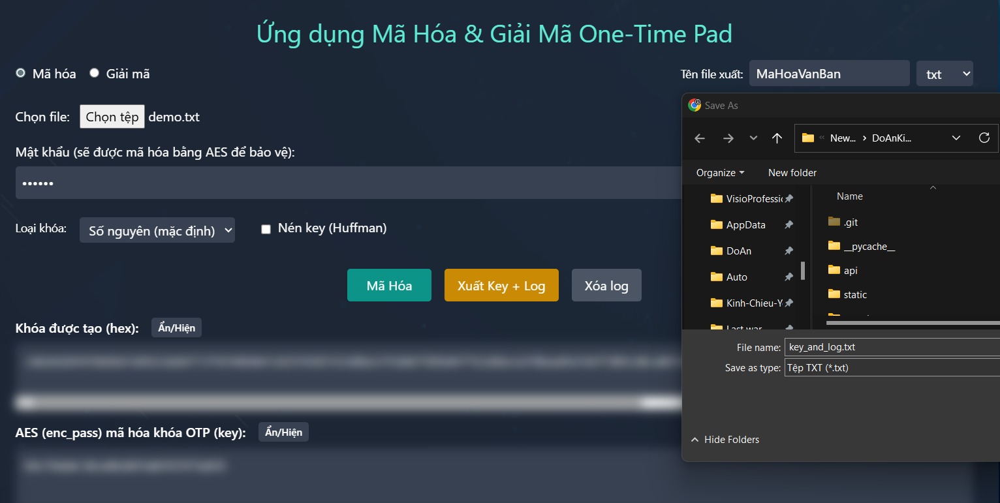 Ứng dụng Mã Hóa & Giải Mã One-Time Pad
Mã hóa Giải mã
Tên file xuất: MaHoaVanBan txt
Chọn file: Chọn tệp demo.txt
Mật khẩu (sẽ được mã hóa bằng AES để bảo vệ):
••••••
Loại khóa: Số nguyên (mặc định) Nén key (Huffman)
Mã Hóa Xuất Key + Log Xóa log
Khóa được tạo (hex): Ẩn/Hiện
AES (enc_pass) mã hóa khóa OTP (key): Ẩn/Hiện
Save As
« New... › DoAnKi...
Organize New folder
VisioProfessic
AppData
DoAn
Auto
Kinh-Chieu-Y
Last war
Name
.git
__pycache__
api
static
File name: key_and_log.txt
Save as type: Tệp TXT (*.txt)
Hide Folders